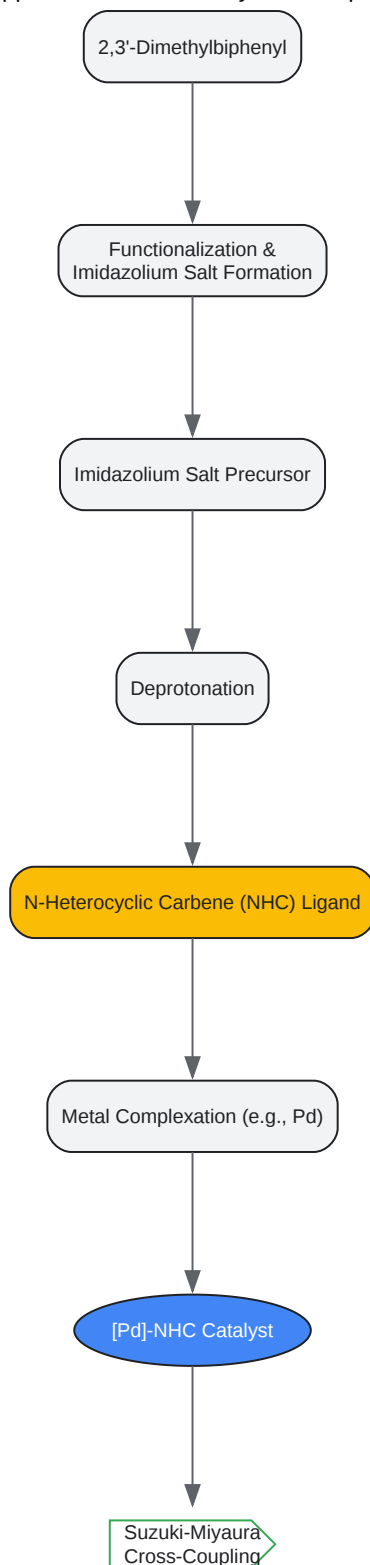 2,3'-Dimethylbiphenyl
Functionalization &
Imidazolium Salt Formation
Imidazolium Salt Precursor
Deprotonation
N-Heterocyclic Carbene (NHC) Ligand
Metal Complexation (e.g., Pd)
[Pd]-NHC Catalyst
Suzuki-Miyaura
Cross-Coupling